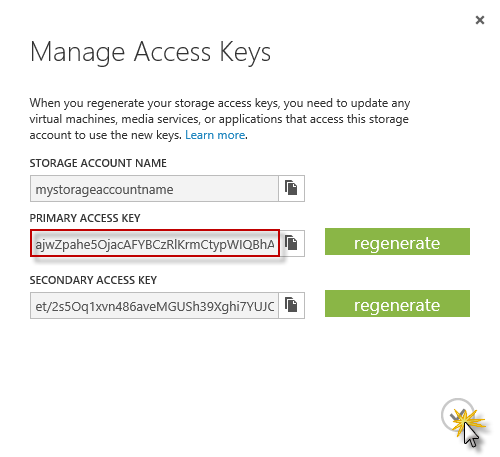 Manage Access Keys
When you regenerate your storage access keys, you need to update any
virtual machines, media services, or applications that access this storage
account to use the new keys. Learn more.
STORAGE ACCOUNT NAME
mystorageaccountname
PRIMARY ACCESS KEY
ajwZpahe5OjacAFYBCzRlKrmCtypWIQBhA
regenerate
SECONDARY ACCESS KEY
et/2s5Oq1xvn486aveMGUSh39Xghi7YUJC
regenerate